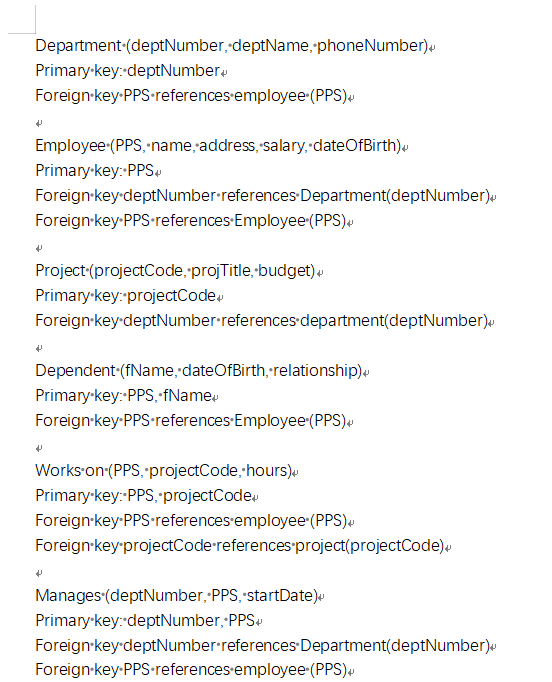 Department (deptNumber, deptName, phoneNumber)
Primary key: deptNumber
Foreign key PPS references employee (PPS)
Employee (PPS, name, address, salary, dateOfBirth)
Primary key: PPS
Foreign key deptNumber references Department(deptNumber)
Foreign key PPS references Employee (PPS)
Project (projectCode, projTitle, budget)
Primary key: projectCode
Foreign key deptNumber references department(deptNumber)
Dependent (fName, dateOfBirth, relationship)
Primary key: PPS, fName
Foreign key PPS references Employee (PPS)
Works on (PPS, projectCode, hours)
Primary key: PPS, projectCode
Foreign key PPS references employee (PPS)
Foreign key projectCode references project(projectCode)
Manages (deptNumber, PPS, startDate)
Primary key: deptNumber, PPS
Foreign key deptNumber references Department(deptNumber)
Foreign key PPS references employee (PPS)